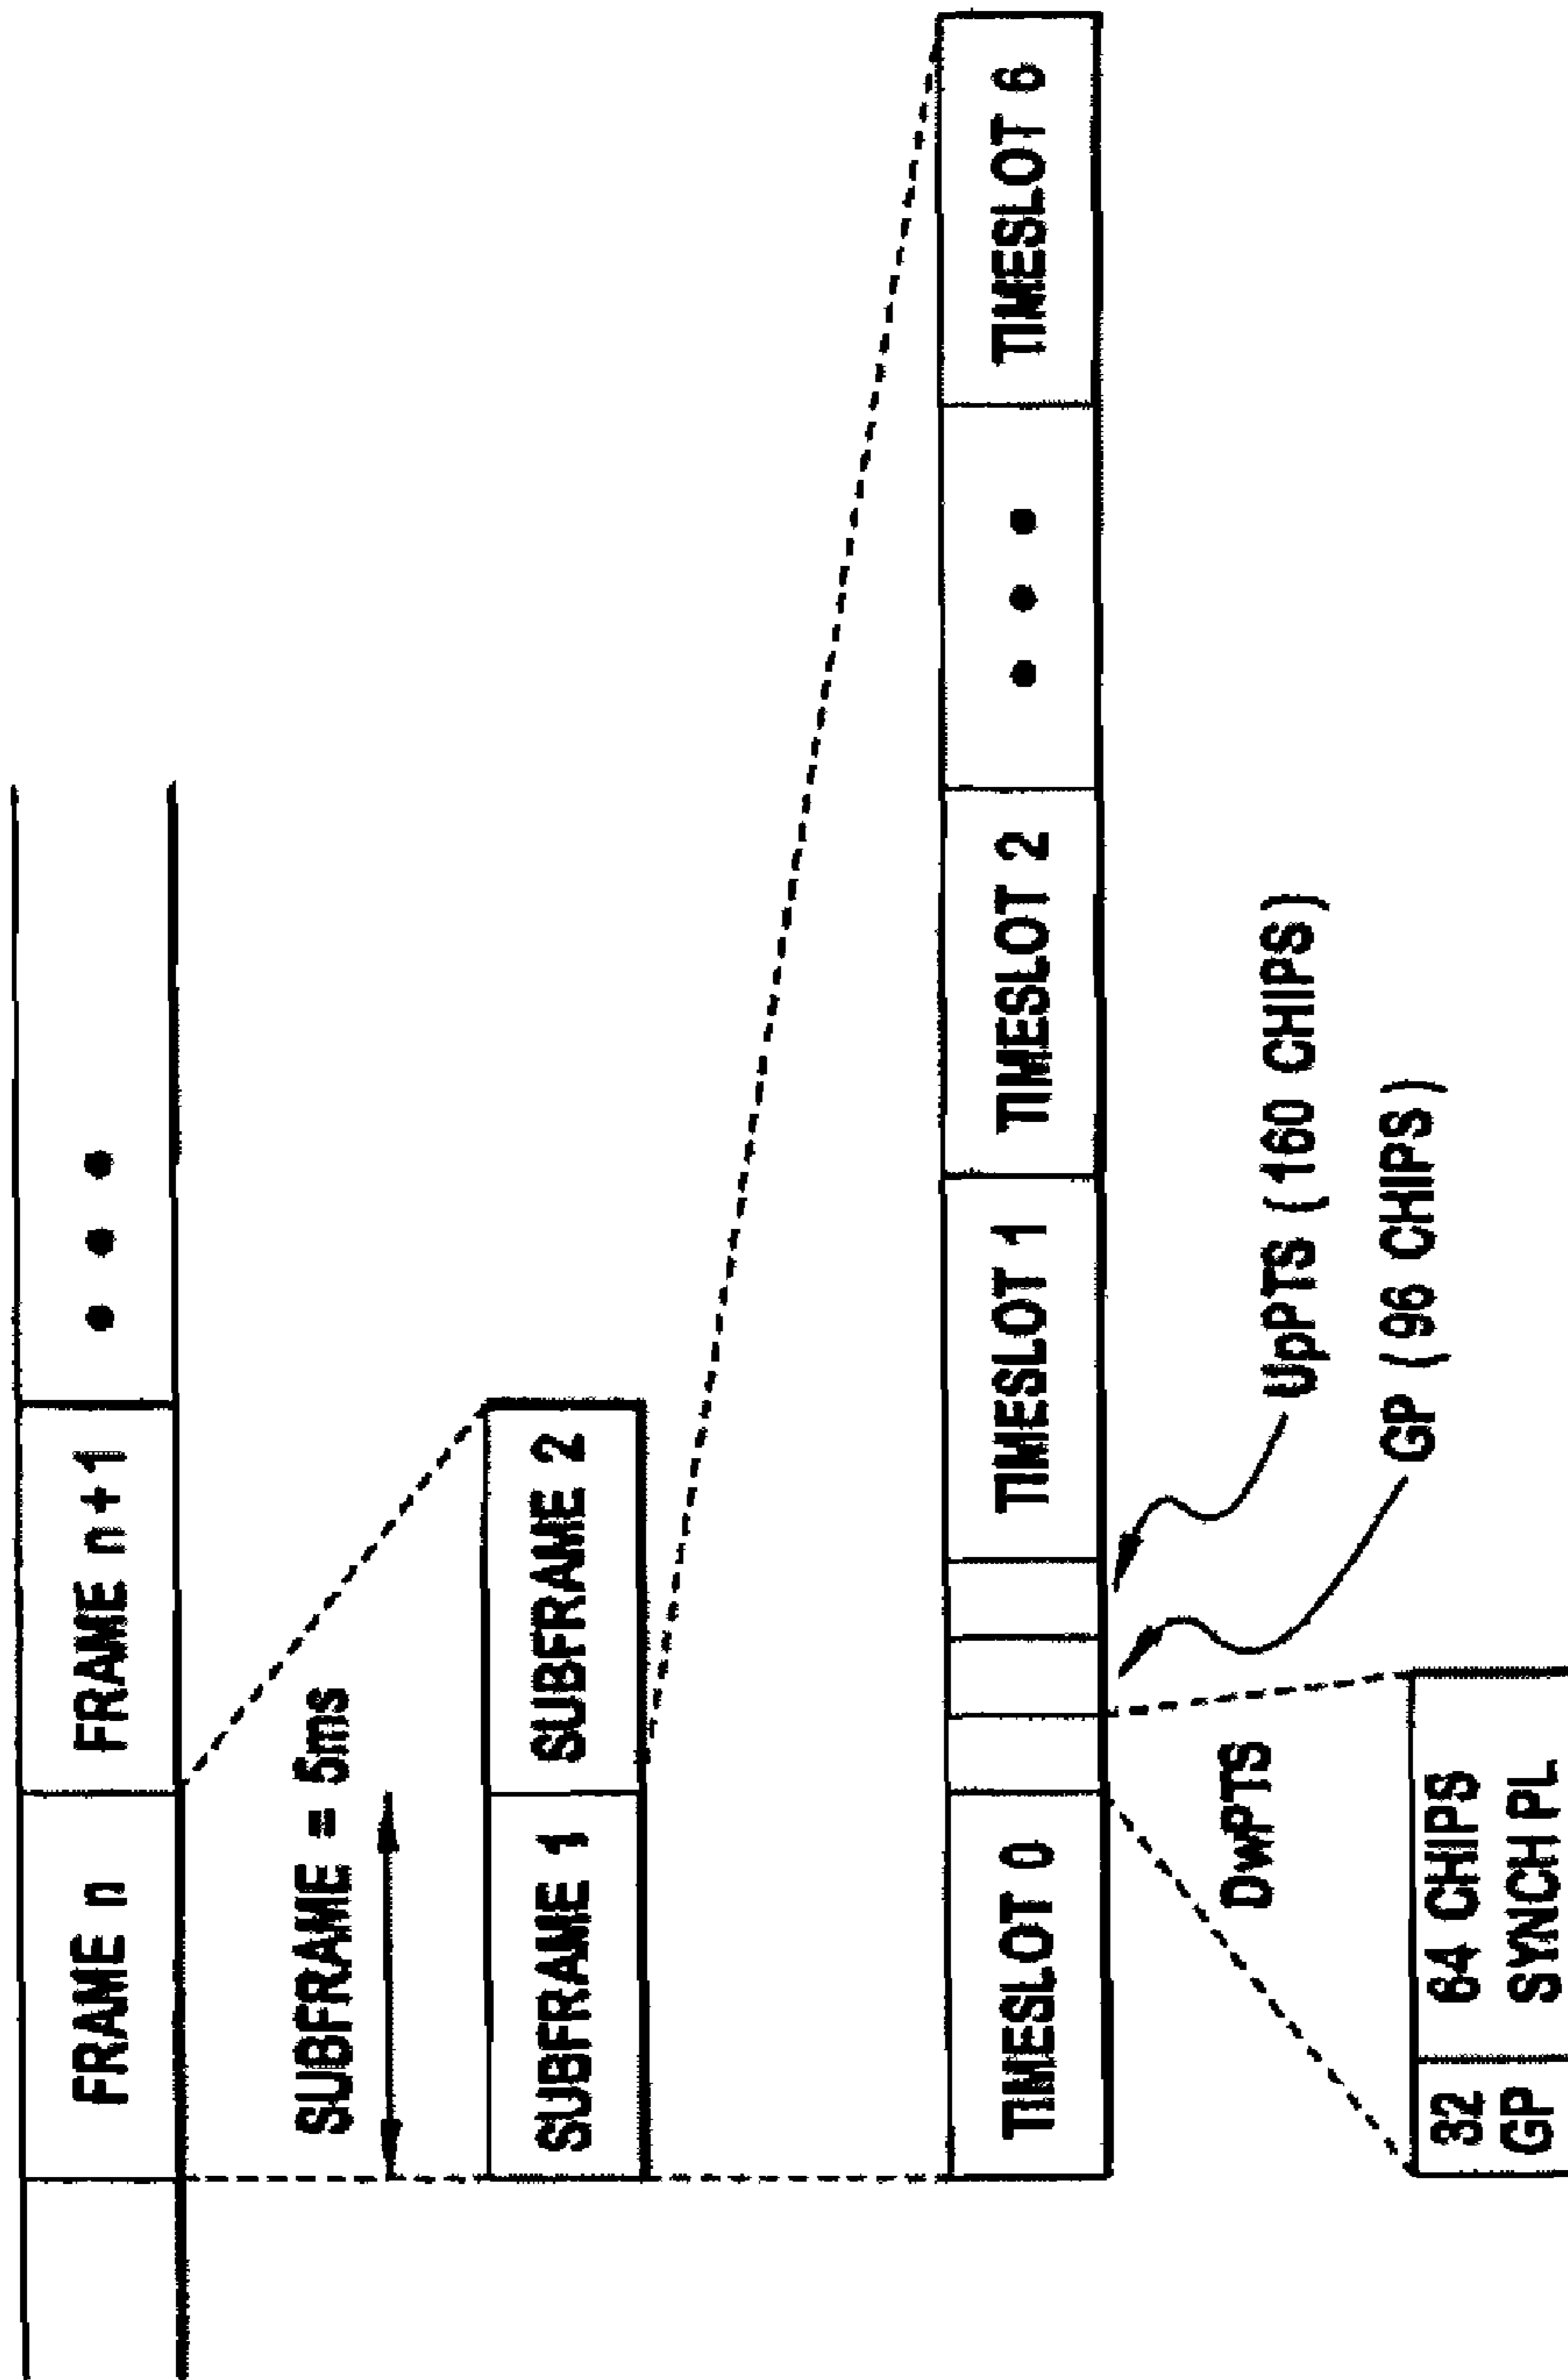 FRAME n
FRAME n+1
SUBFRAME = 5ms
SUBFRAME 1
SUBFRAME 2
TIMESLOT 0
TIMESLOT 1
TIMESLOT 2
TIMESLOT 6
DwPTS
UpPTS (160 CHIPS)
GP (96 CHIPS)
32
GP
64 CHIPS
SYNCH PL